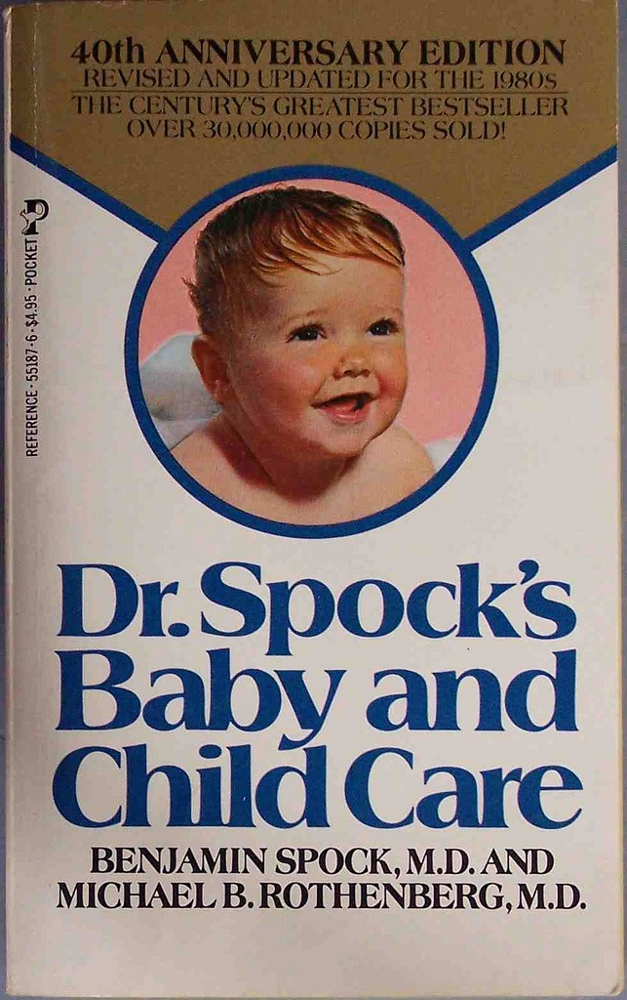 40th ANNIVERSARY EDITION
REVISED AND UPDATED FOR THE 1980s
THE CENTURY'S GREATEST BESTSELLER
OVER 30,000,000 COPIES SOLD!
REFERENCE · 55187-6 · $4.95 · POCKET
Dr. Spock's
Baby and
Child Care
BENJAMIN SPOCK, M.D. AND
MICHAEL B. ROTHENBERG, M.D.